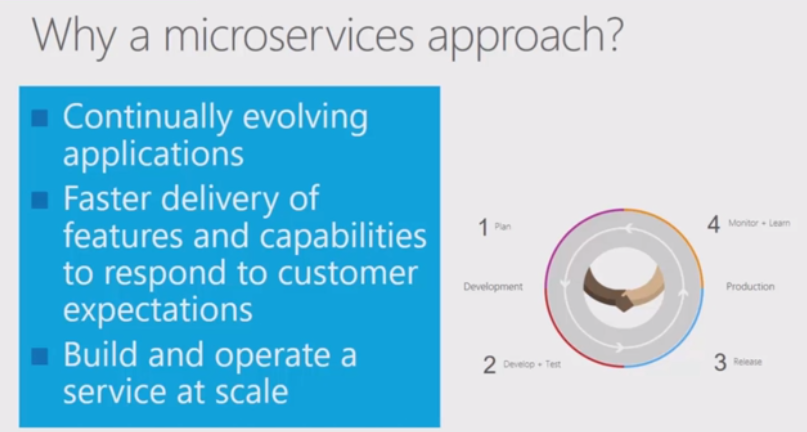 Why a microservices approach?
Continually evolving
applications
Faster delivery of
features and capabilities
to respond to customer
expectations
Build and operate a
service at scale
1 Plan
4 Monitor + Learn
Development
Production
2 Develop + Test
3 Release